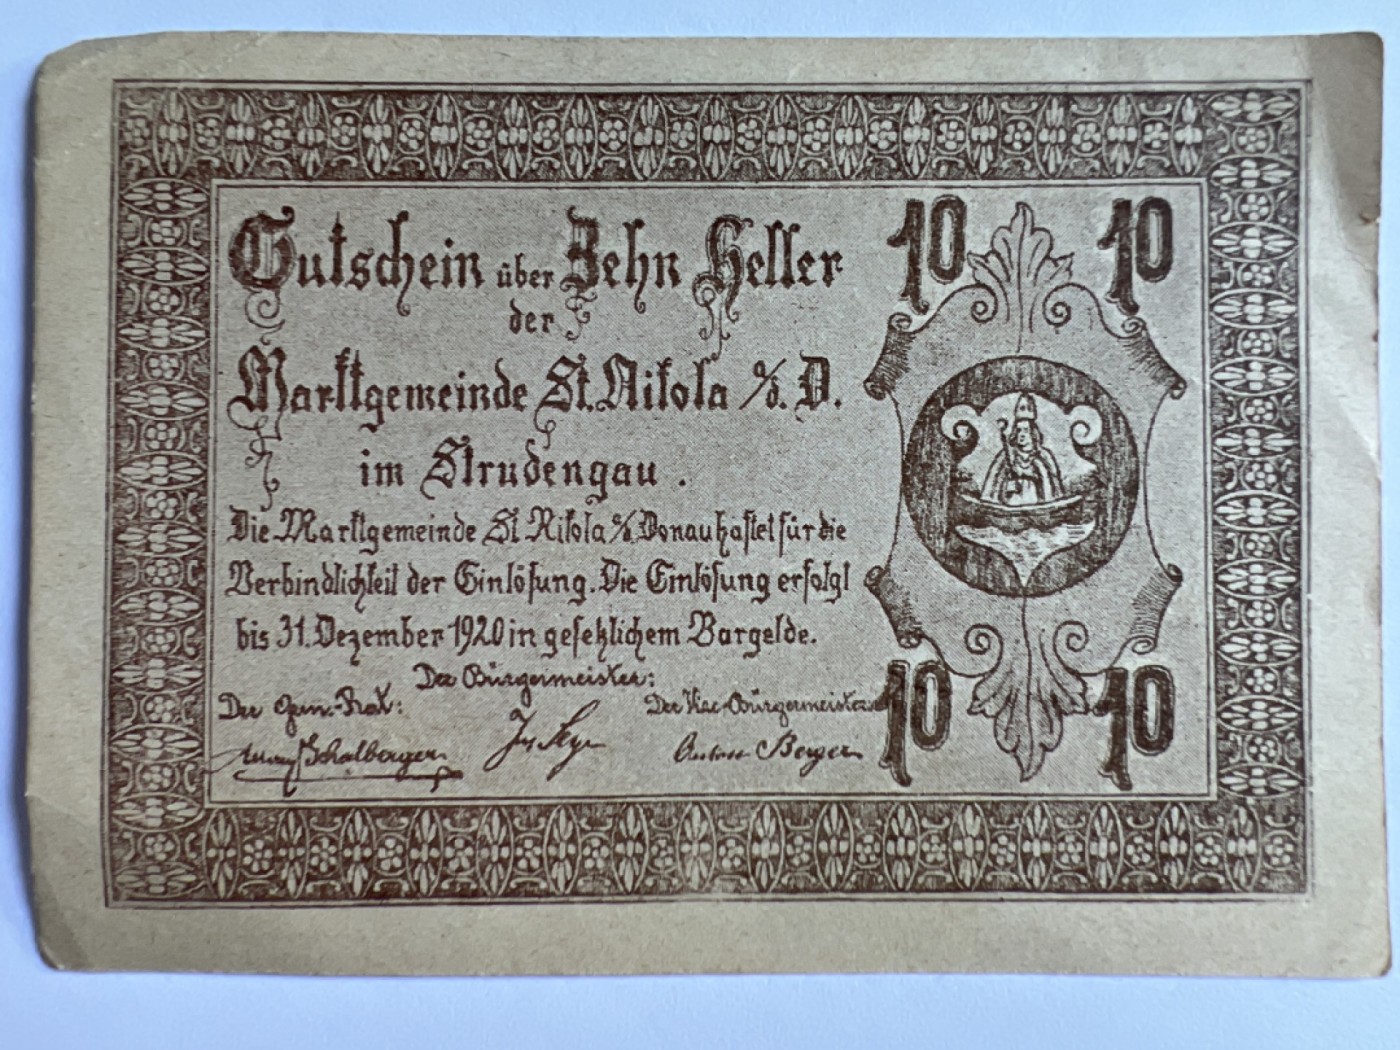 Gutschein über Zehn Heller
der
Marktgemeinde St. Nikola a/d. D.
im Strudengau.
Die Marktgemeinde St. Nikola a/d. Donau haftet für die
Verbindlichkeit der Einlösung. Die Einlösung erfolgt
bis 31. Dezember 1920 in gesetzlichem Bargelde.
Der Bürgermeister:
Der Gem.-Rat:
Der Vice-Bürgermeister:
Schalberger
Anton Berger
10 10
10 10